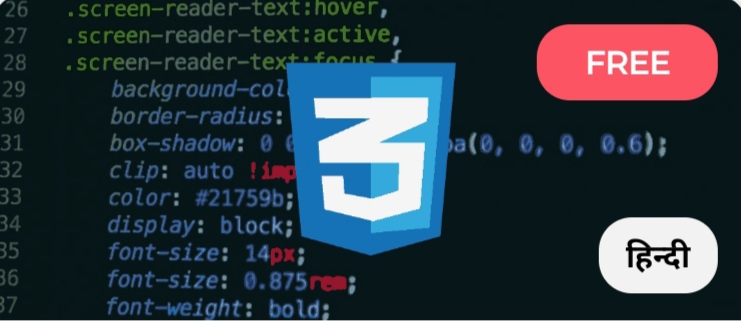 26 .screen-reader-text:hover,
27 .screen-reader-text:active,
28 .screen-reader-text:focus {
29 background-col
30 border-radius:
31 box-shadow: 0 0 0, 0, 0, 0.6);
32 clip: auto !imp
33 color: #21759b;
34 display: block;
35 font-size: 14px;
36 font-size: 0.875rem;
37 font-weight: bold;
3
FREE
हिन्दी